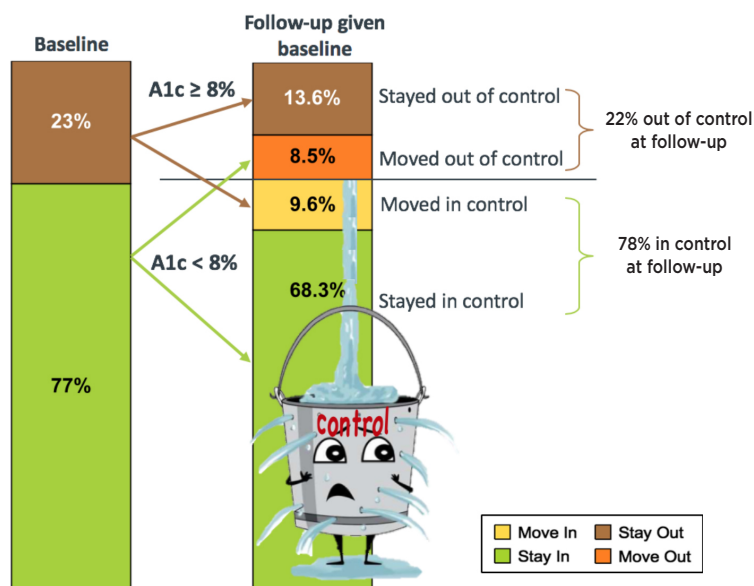 Baseline
Follow-up given
baseline
A1c ≥ 8%
23%
13.6%
Stayed out of control
8.5%
Moved out of control
22% out of control
at follow-up
9.6%
Moved in control
A1c < 8%
68.3%
Stayed in control
78% in control
at follow-up
77%
control
Move In
Stay Out
Stay In
Move Out